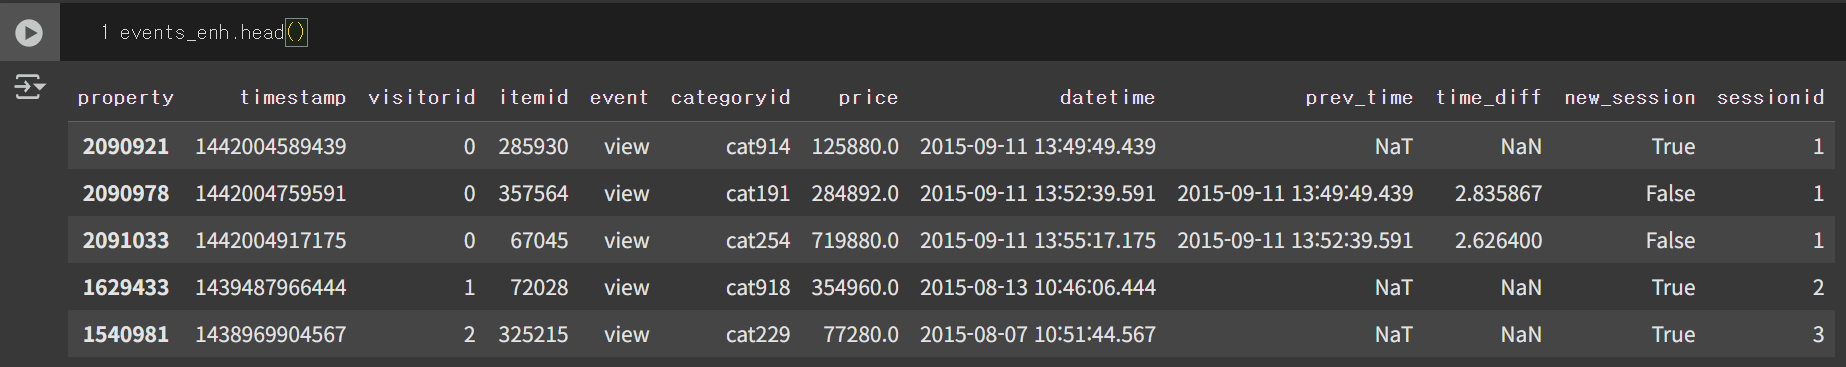 1 events_enh.head()
property timestamp visitorid itemid event categoryid price datetime prev_time time_diff new_session sessionid
2090921 1442004589439 0 285930 view cat914 125880.0 2015-09-11 13:49:49.439 NaT NaN True 1
2090978 1442004759591 0 357564 view cat191 284892.0 2015-09-11 13:52:39.591 2015-09-11 13:49:49.439 2.835867 False 1
2091033 1442004917175 0 67045 view cat254 719880.0 2015-09-11 13:55:17.175 2015-09-11 13:52:39.591 2.626400 False 1
1629433 1439487966444 1 72028 view cat918 354960.0 2015-08-13 10:46:06.444 NaT NaN True 2
1540981 1438969904567 2 325215 view cat229 77280.0 2015-08-07 10:51:44.567 NaT NaN True 3